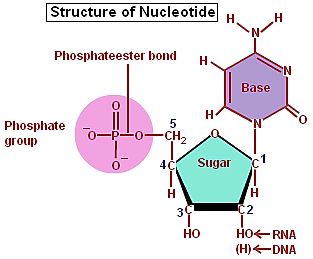 Structure of Nucleotide
H H
N
Phosphateester bond
H
N
Base
O
H
N
O
5
Phosphate
group
O⁻
⁻O P O CH₂
O⁻
O
C
4
Sugar
C 1
H H
3 C C 2
HO HO ← RNA
(H) ← DNA